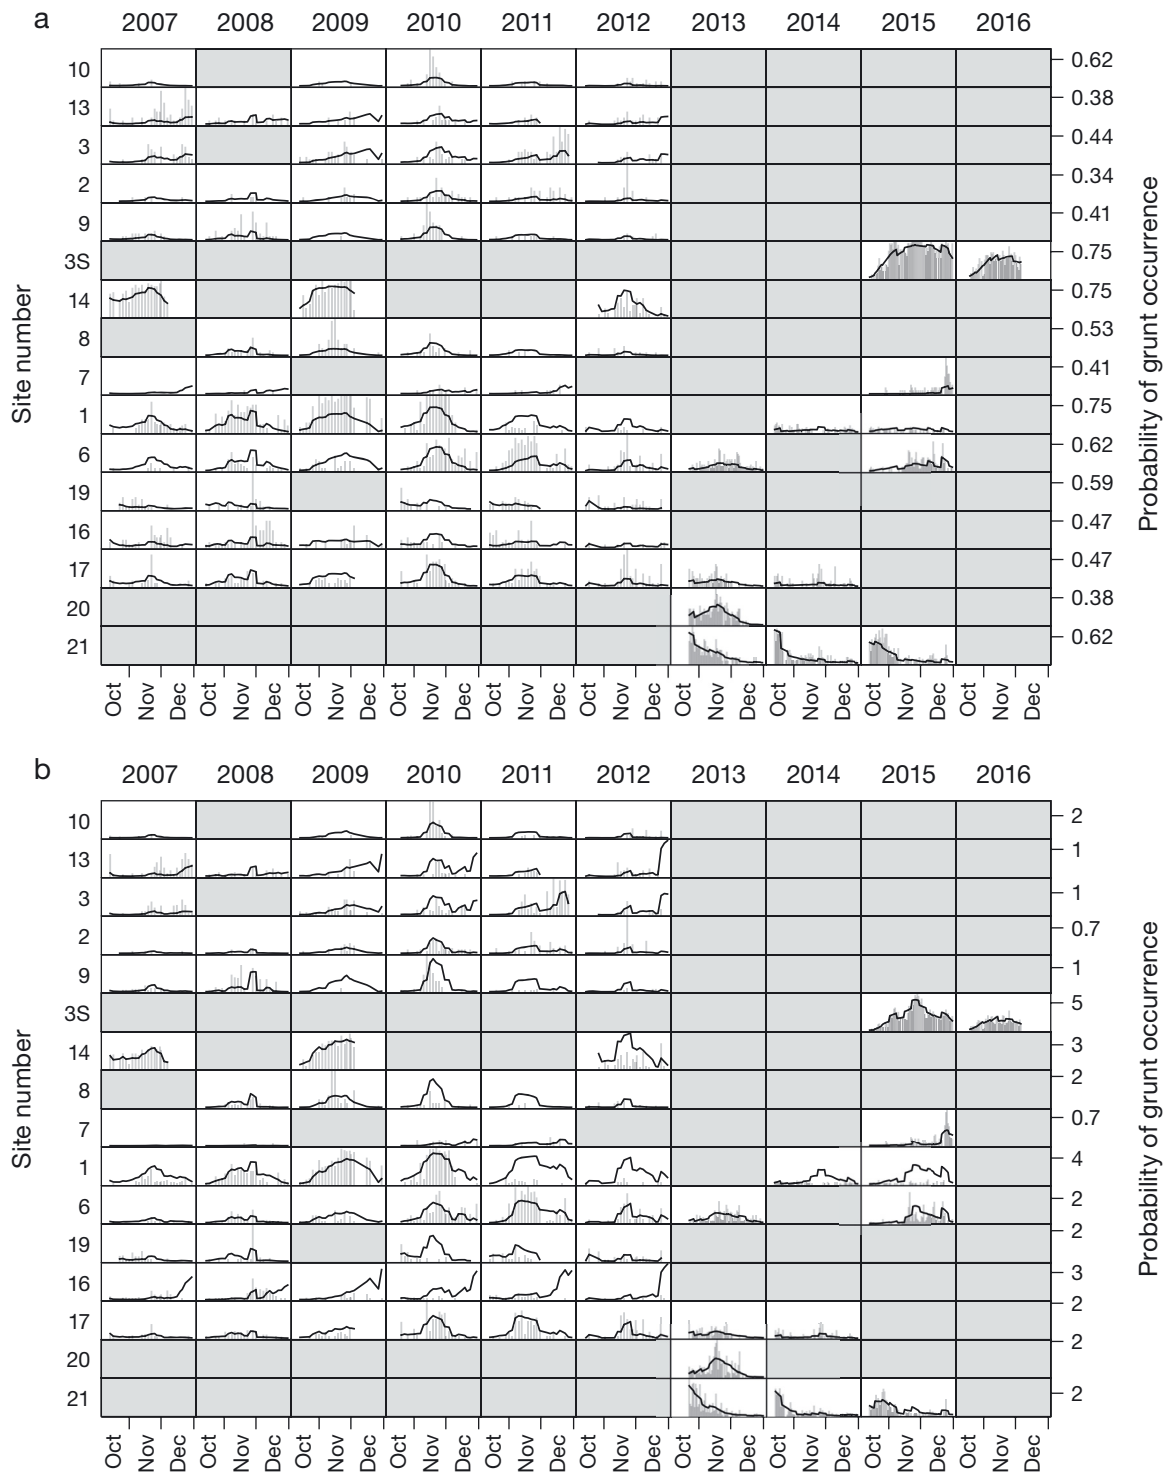 a
2007 2008 2009 2010 2011 2012 2013 2014 2015 2016
10 0.62
13 0.38
3 0.44
2 0.34
9 0.41
3S 0.75
14 0.75
8 0.53
7 0.41
1 0.75
6 0.62
19 0.59
16 0.47
17 0.47
20 0.38
21 0.62
Site number
Probability of grunt occurrence
Oct Nov Dec Oct Nov Dec Oct Nov Dec Oct Nov Dec Oct Nov Dec Oct Nov Dec Oct Nov Dec Oct Nov Dec Oct Nov Dec Oct Nov Dec
b
2007 2008 2009 2010 2011 2012 2013 2014 2015 2016
10 2
13 1
3 1
2 0.7
9 1
3S 5
14 3
8 2
7 0.7
1 4
6 2
19 2
16 3
17 2
20 2
21 2
Site number
Probability of grunt occurrence
Oct Nov Dec Oct Nov Dec Oct Nov Dec Oct Nov Dec Oct Nov Dec Oct Nov Dec Oct Nov Dec Oct Nov Dec Oct Nov Dec Oct Nov Dec